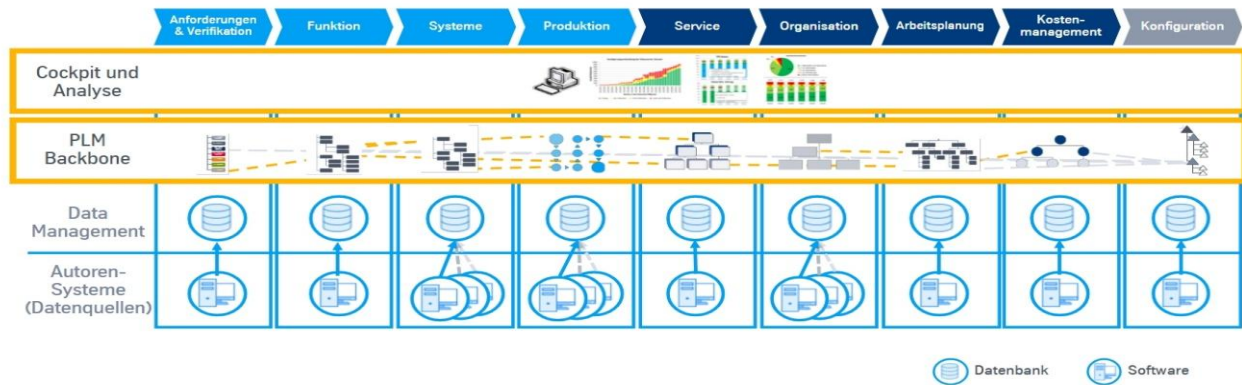 Anforderungen
& Verifikation
Funktion
Systeme
Produktion
Service
Organisation
Arbeitsplanung
Kosten-
management
Konfiguration
Cockpit und
Analyse
PLM
Backbone
Data
Management
Autoren-
Systeme
(Datenquellen)
Datenbank
Software